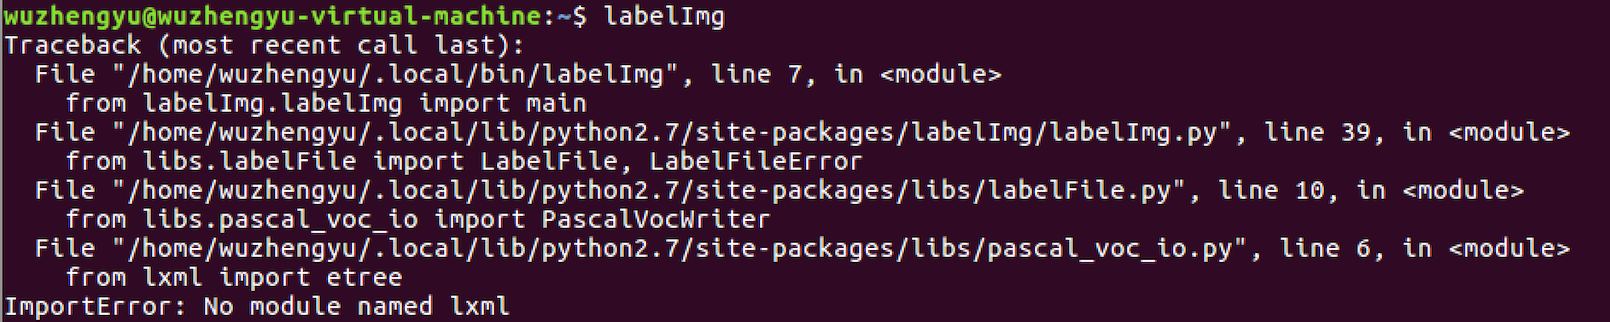 wuzhengyu@wuzhengyu-virtual-machine:~$ labelImg
Traceback (most recent call last):
  File "/home/wuzhengyu/.local/bin/labelImg", line 7, in <module>
    from labelImg.labelImg import main
  File "/home/wuzhengyu/.local/lib/python2.7/site-packages/labelImg/labelImg.py", line 39, in <module>
    from libs.labelFile import LabelFile, LabelFileError
  File "/home/wuzhengyu/.local/lib/python2.7/site-packages/libs/labelFile.py", line 10, in <module>
    from libs.pascal_voc_io import PascalVocWriter
  File "/home/wuzhengyu/.local/lib/python2.7/site-packages/libs/pascal_voc_io.py", line 6, in <module>
    from lxml import etree
ImportError: No module named lxml